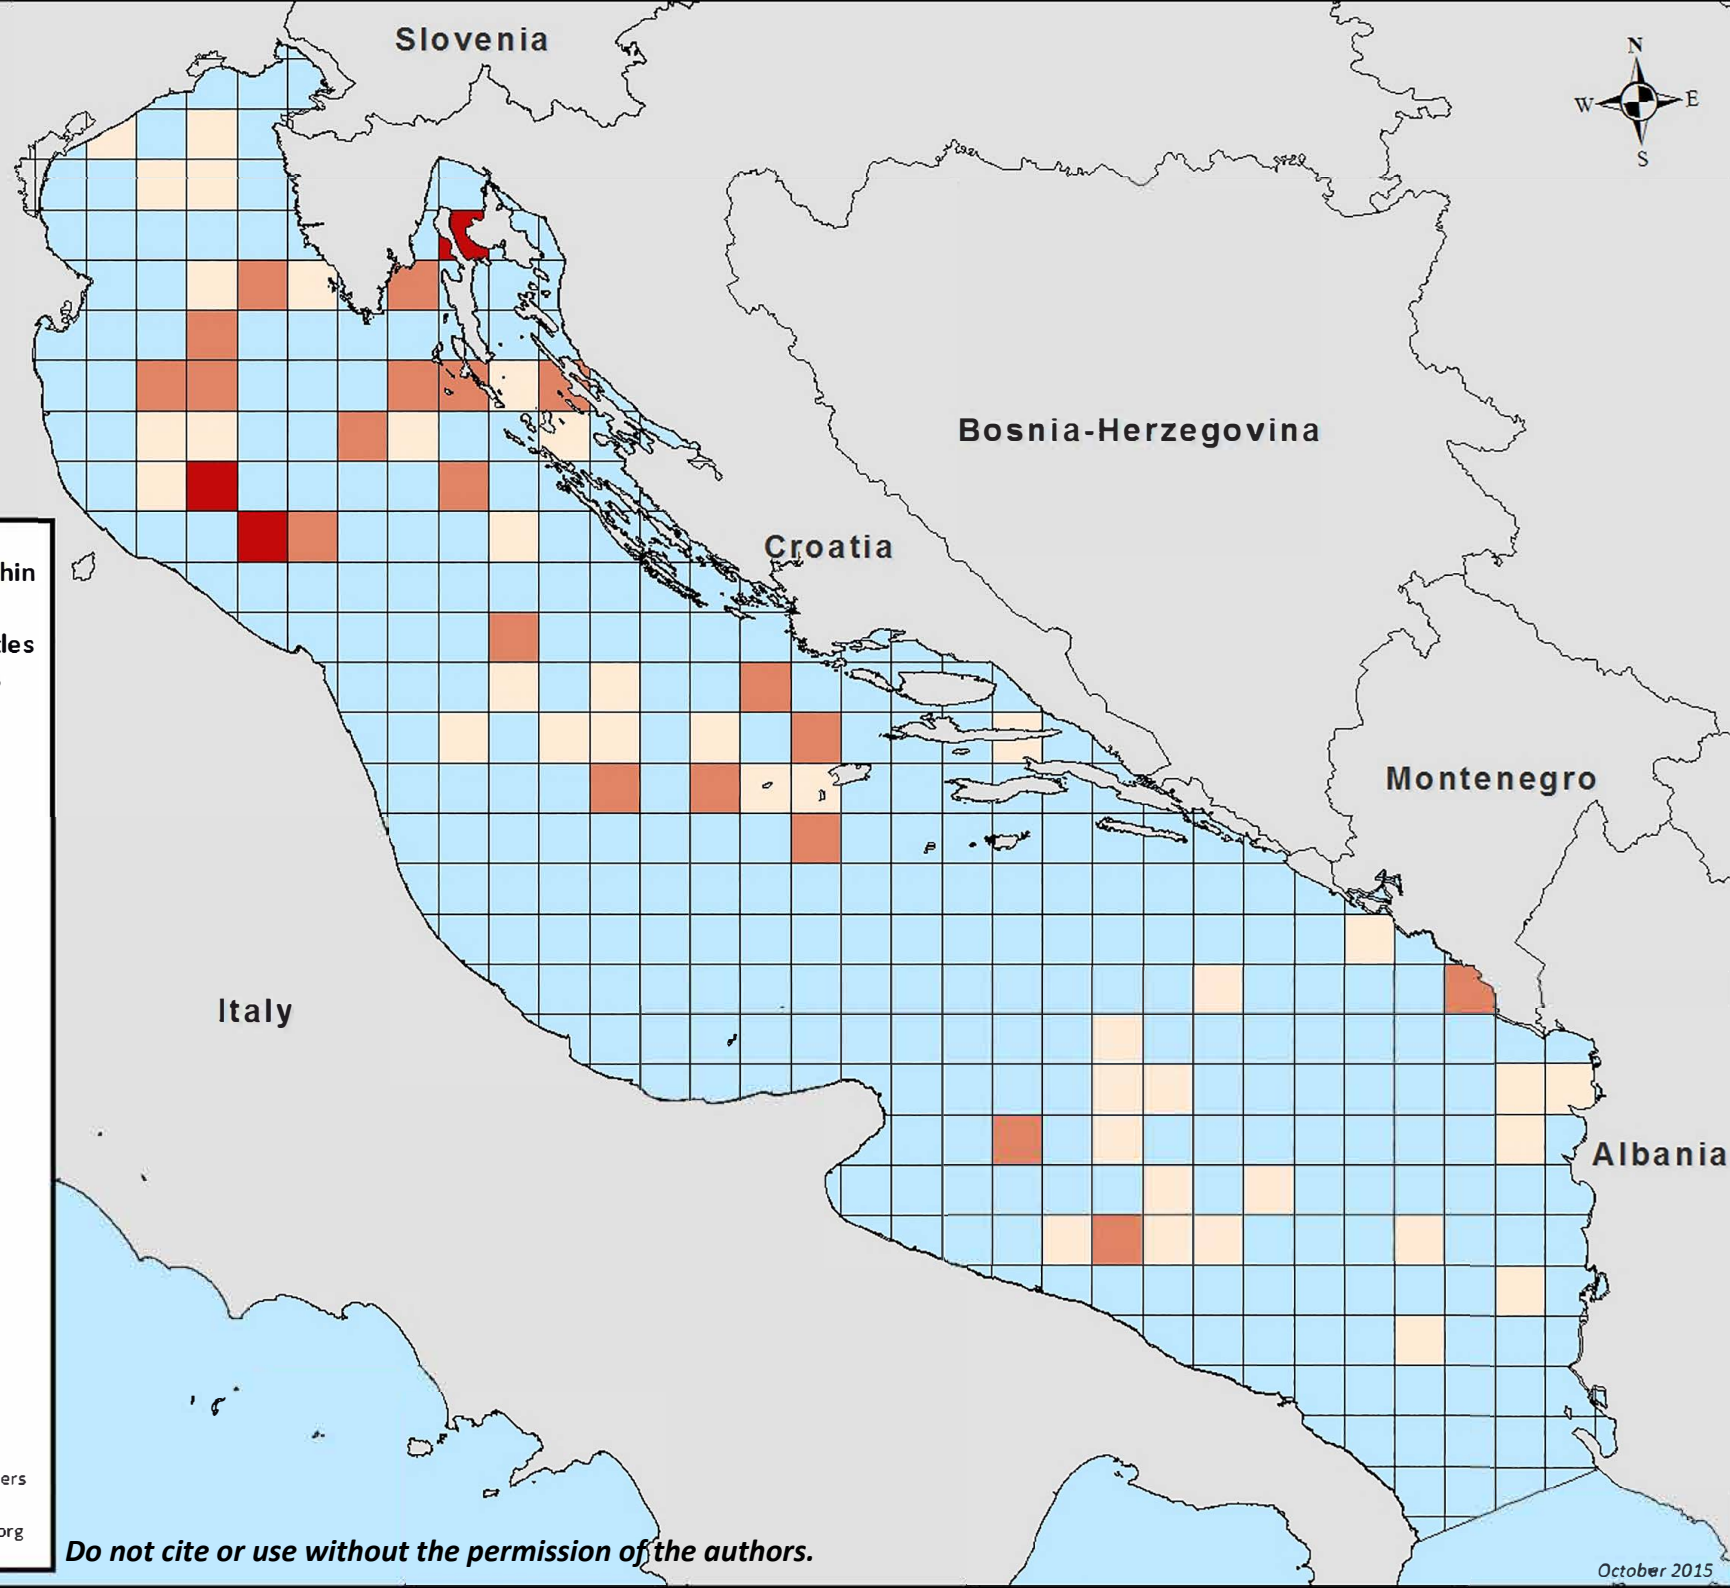 Slovenia
N
W E
S
Bosnia-Herzegovina
Croatia
hin
les
Montenegro
Italy
Albania
ers
org
Do not cite or use without the permission of the authors.
October 2015